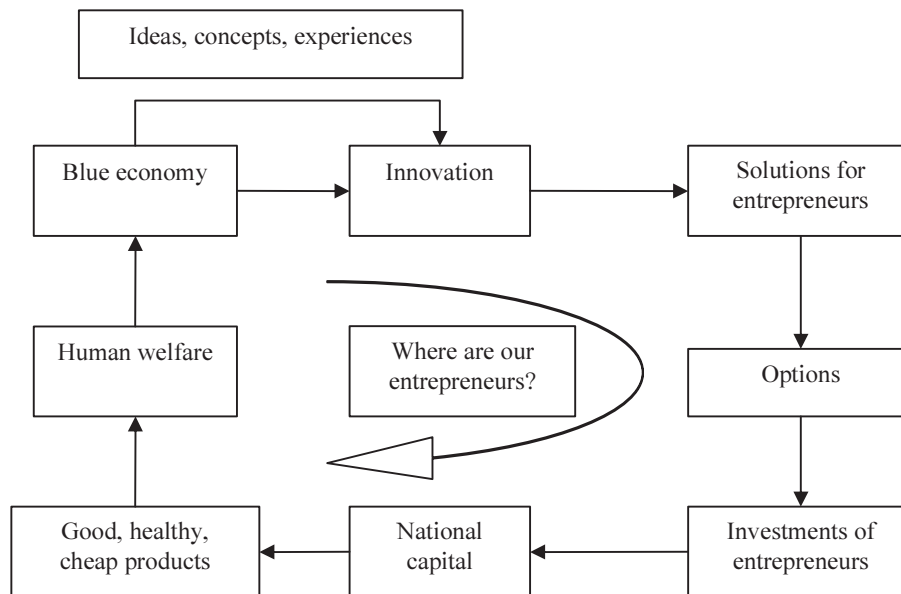 Ideas, concepts, experiences
Blue economy
Innovation
Solutions for
entrepreneurs
Human welfare
Where are our
entrepreneurs?
Options
Good, healthy,
cheap products
National
capital
Investments of
entrepreneurs